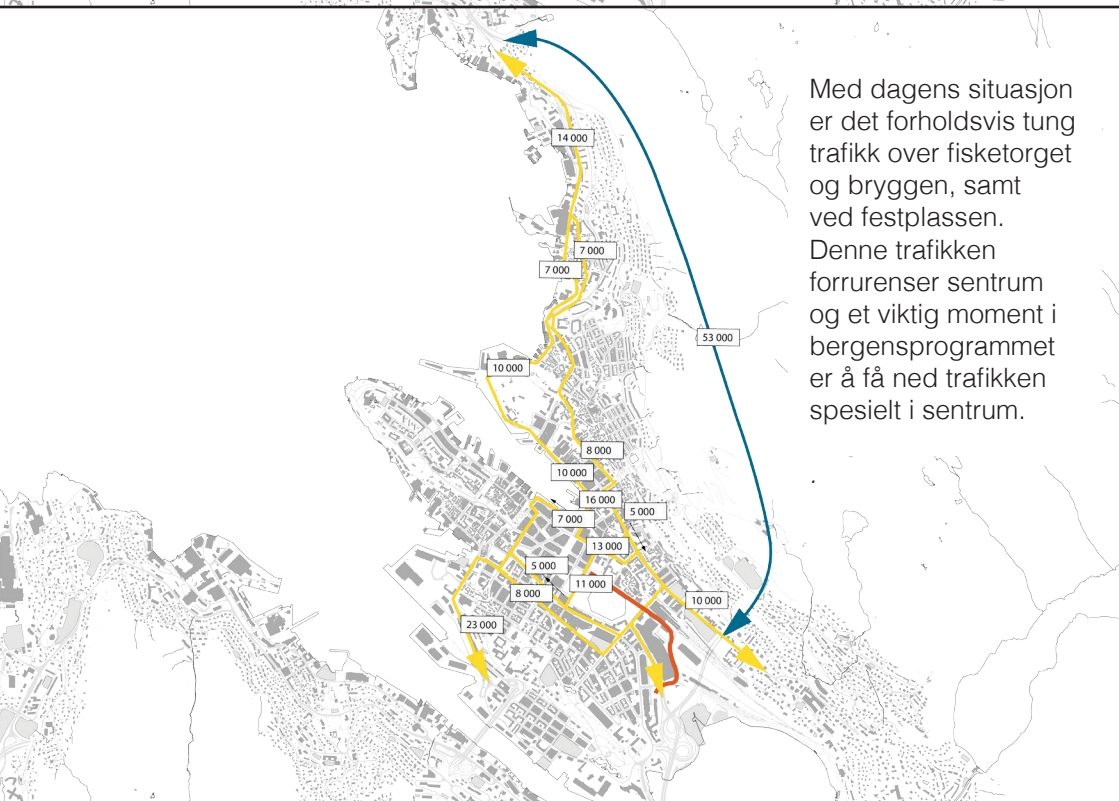 Med dagens situasjon
er det forholdsvis tung
trafikk over fisketorget
og bryggen, samt
ved festplassen.
Denne trafikken
forrurenser sentrum
og et viktig moment i
bergensprogrammet
er å få ned trafikken
spesielt i sentrum.
14 000
7 000
7 000
53 000
10 000
8 000
10 000
16 000
5 000
7 000
13 000
5 000
11 000
8 000
10 000
23 000